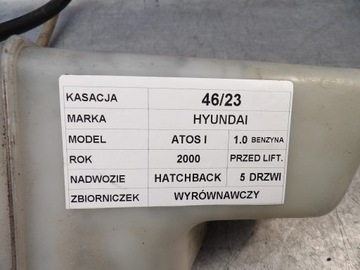 KASACJA 46/23
MARKA HYUNDAI
MODEL ATOS I 1.0 BENZYNA
ROK 2000 PRZED LIFT.
NADWOZIE HATCHBACK 5 DRZWI
ZBIORNICZEK WYRÓWNAWCZY